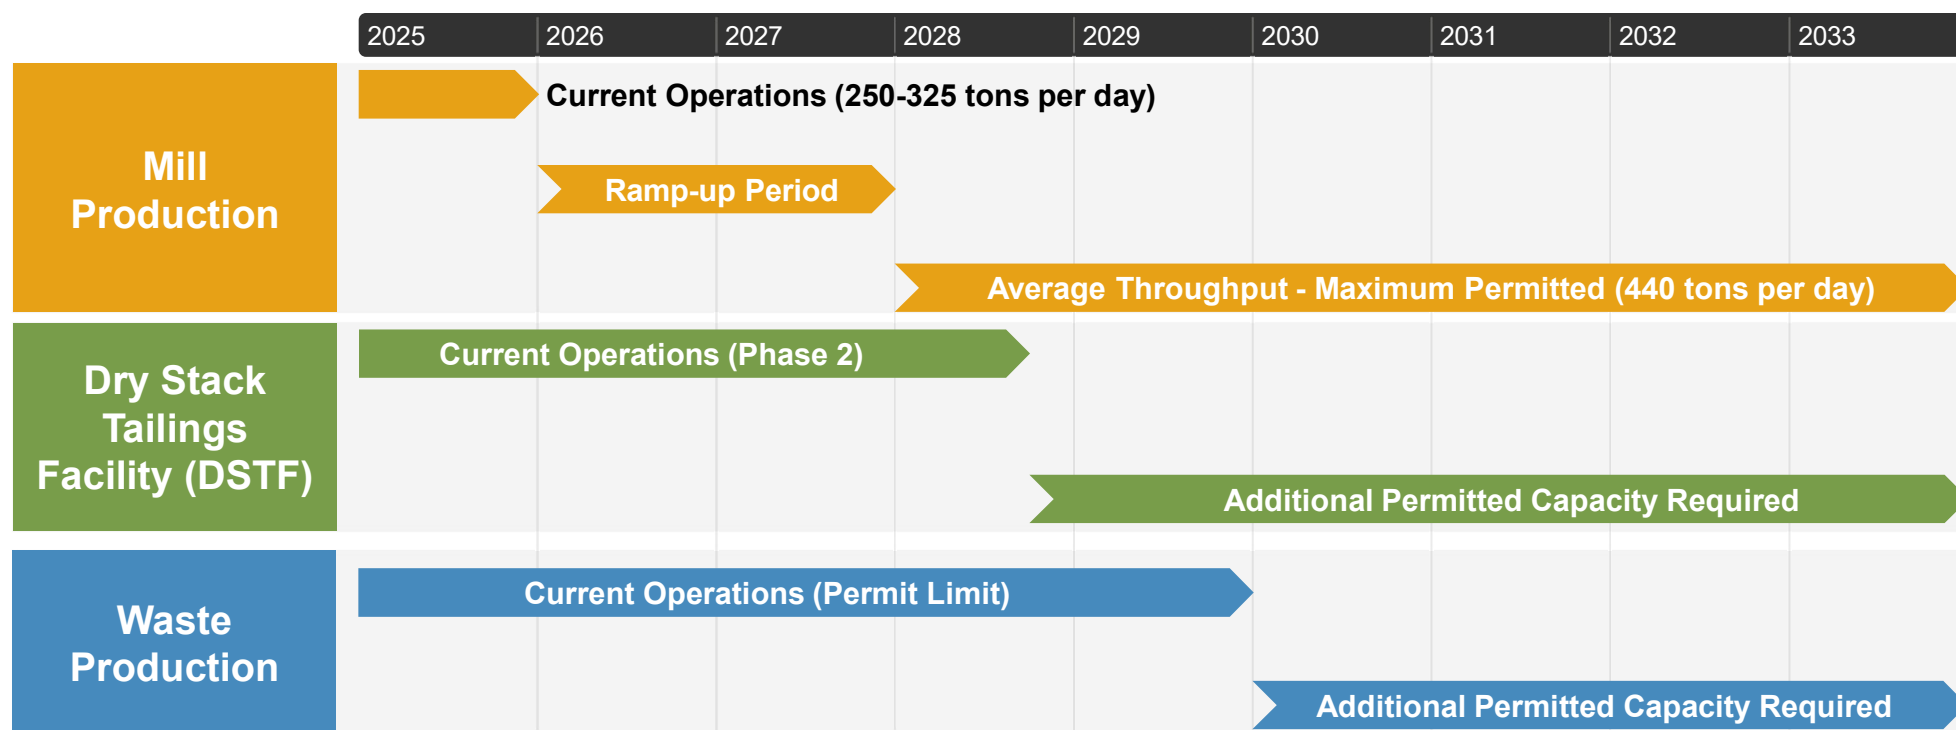 2025 2026 2027 2028 2029 2030 2031 2032 2033
Mill
Production
Current Operations (250-325 tons per day)
Ramp-up Period
Average Throughput - Maximum Permitted (440 tons per day)
Dry Stack
Tailings
Facility (DSTF)
Current Operations (Phase 2)
Additional Permitted Capacity Required
Waste
Production
Current Operations (Permit Limit)
Additional Permitted Capacity Required